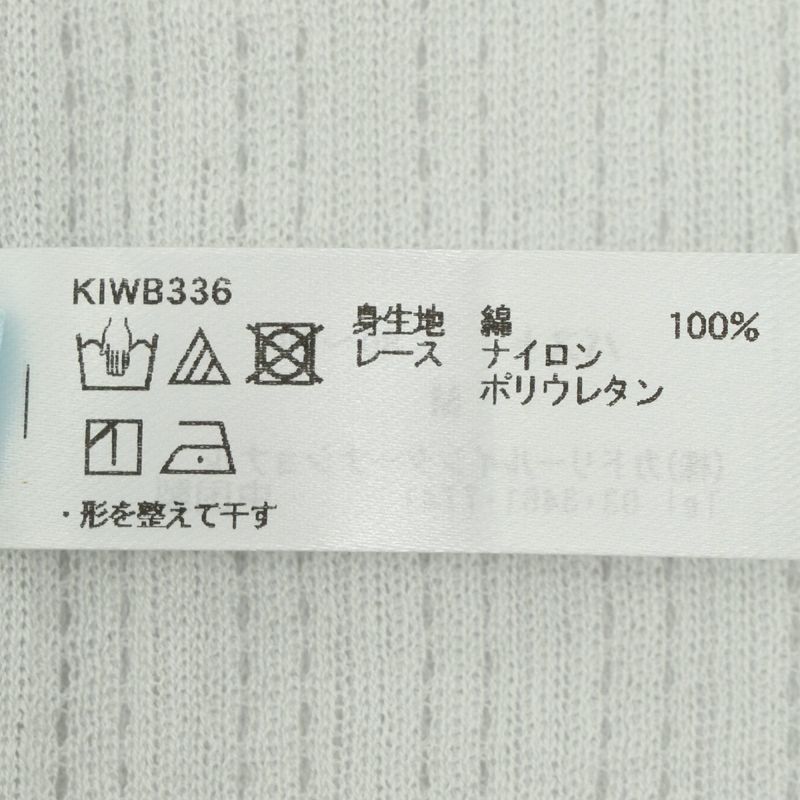 KIWB336
身生地 綿 100%
レース ナイロン
ポリウレタン
・形を整えて干す